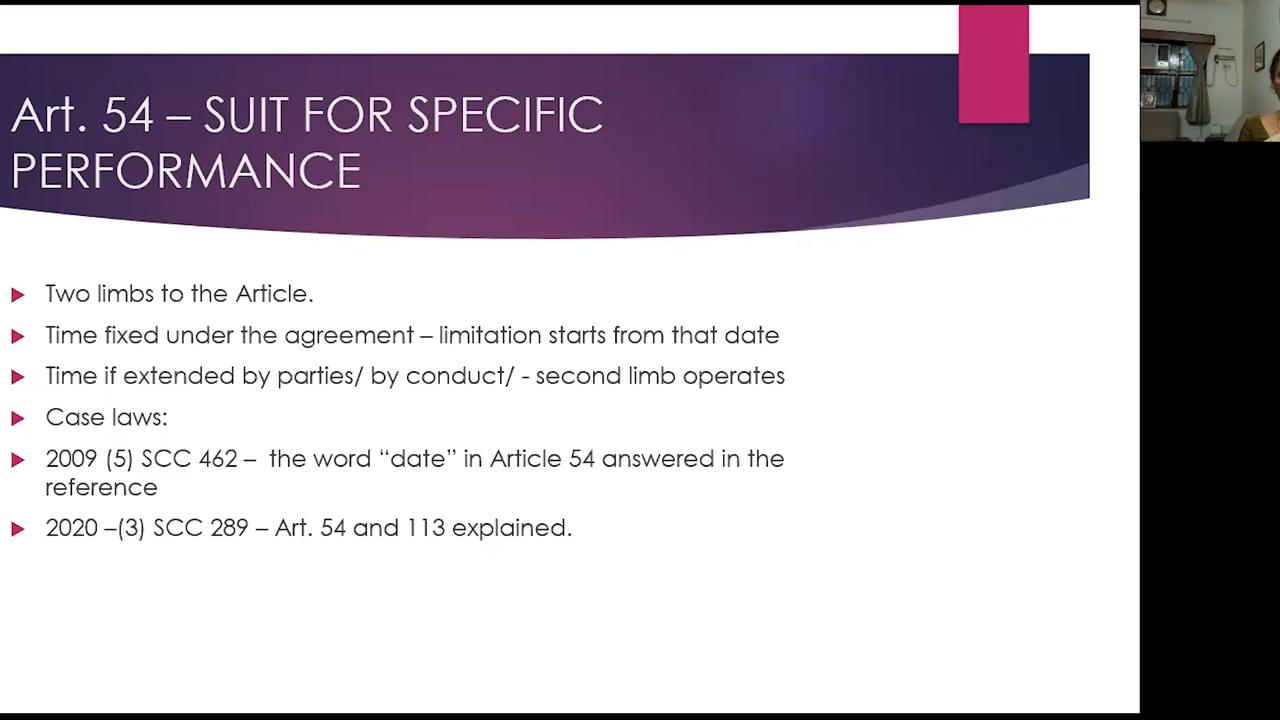 Art. 54 – SUIT FOR SPECIFIC
PERFORMANCE
Two limbs to the Article.
Time fixed under the agreement – limitation starts from that date
Time if extended by parties/ by conduct/ - second limb operates
Case laws:
2009 (5) SCC 462 – the word “date” in Article 54 answered in the
reference
2020 –(3) SCC 289 – Art. 54 and 113 explained.